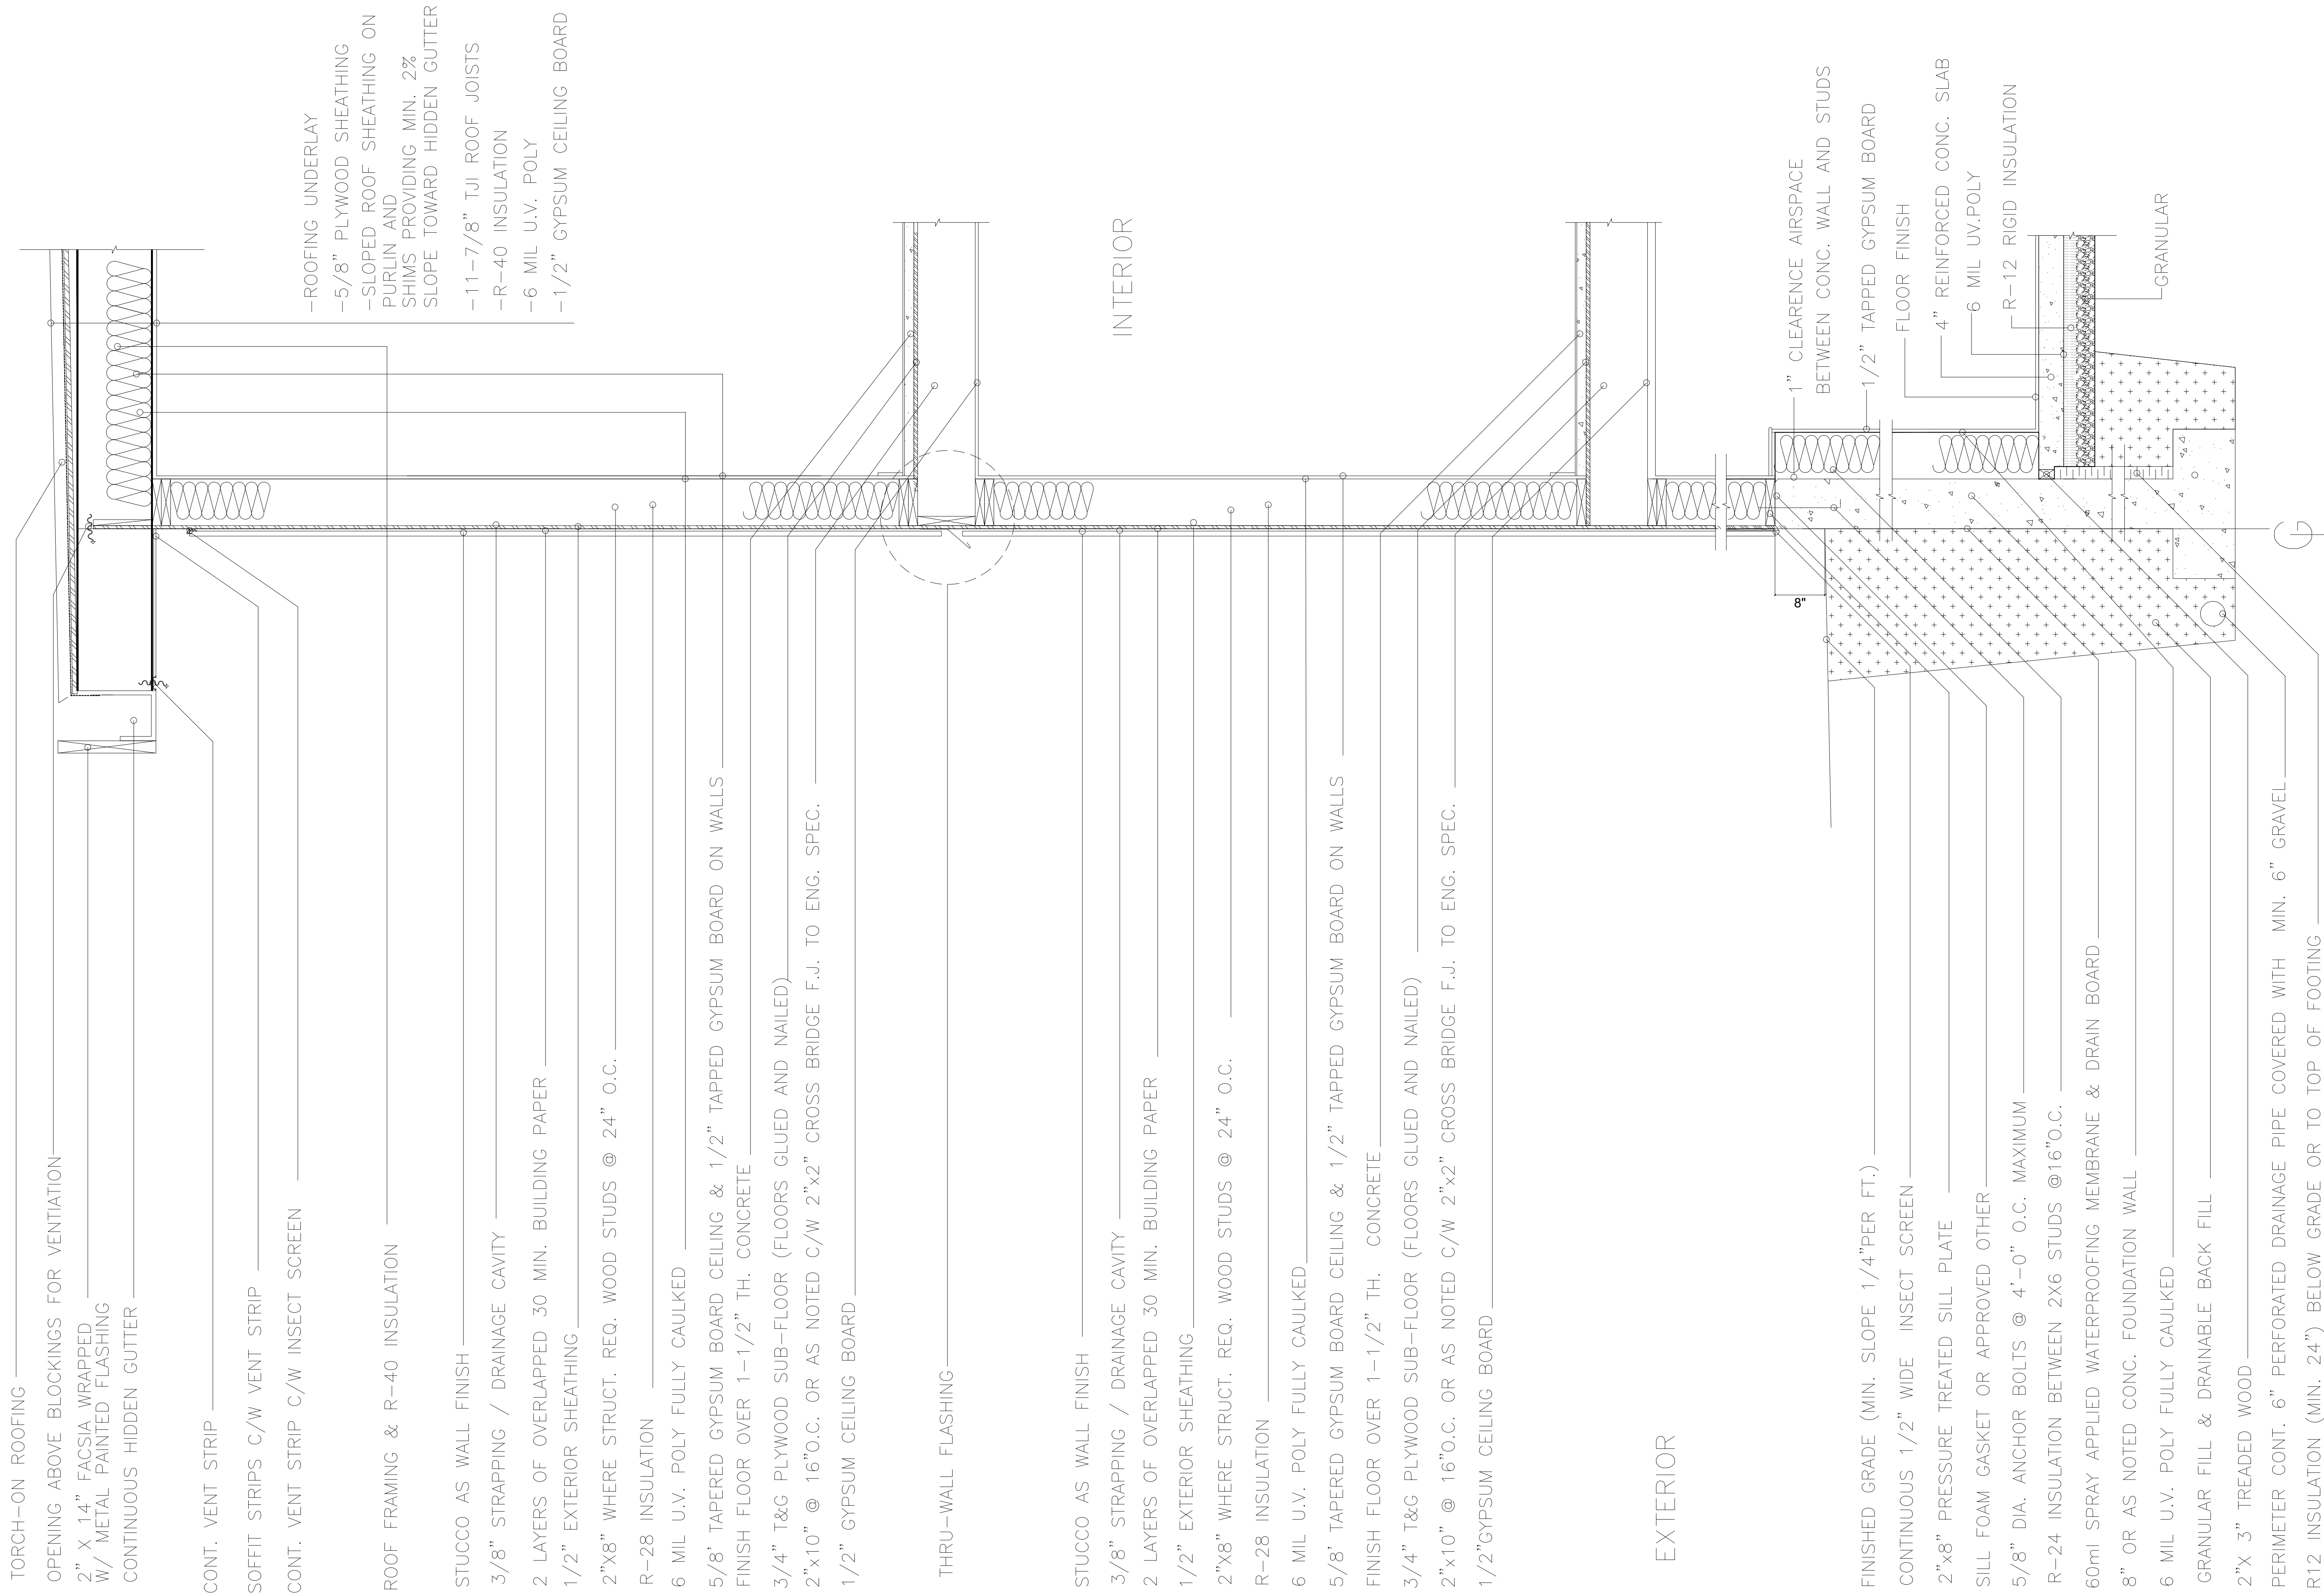 TORCH-ON ROOFING
OPENING ABOVE BLOCKINGS FOR VENTIATION
2" X 14" FACSIA WRAPPED
W/ METAL PAINTED FLASHING
CONTINUOUS HIDDEN GUTTER
CONT. VENT STRIP
SOFFIT STRIPS C/W VENT STRIP
CONT. VENT STRIP C/W INSECT SCREEN
ROOF FRAMING & R-40 INSULATION
STUCCO AS WALL FINISH
3/8" STRAPPING / DRAINAGE CAVITY
2 LAYERS OF OVERLAPPED 30 MIN. BUILDING PAPER
1/2" EXTERIOR SHEATHING
2"X8" WHERE STRUCT. REQ. WOOD STUDS @ 24" O.C.
R-28 INSULATION
6 MIL U.V. POLY FULLY CAULKED
5/8' TAPERED GYPSUM BOARD CEILING & 1/2" TAPPED GYPSUM BOARD ON WALLS
FINISH FLOOR OVER 1-1/2" TH. CONCRETE
3/4" T&G PLYWOOD SUB-FLOOR (FLOORS GLUED AND NAILED)
2"x10" @ 16"O.C. OR AS NOTED C/W 2"x2" CROSS BRIDGE F.J. TO ENG. SPEC.
1/2" GYPSUM CEILING BOARD
THRU-WALL FLASHING
STUCCO AS WALL FINISH
3/8" STRAPPING / DRAINAGE CAVITY
2 LAYERS OF OVERLAPPED 30 MIN. BUILDING PAPER
1/2" EXTERIOR SHEATHING
2"X8" WHERE STRUCT. REQ. WOOD STUDS @ 24" O.C.
R-28 INSULATION
6 MIL U.V. POLY FULLY CAULKED
5/8' TAPERED GYPSUM BOARD CEILING & 1/2" TAPPED GYPSUM BOARD ON WALLS
FINISH FLOOR OVER 1-1/2" TH. CONCRETE
3/4" T&G PLYWOOD SUB-FLOOR (FLOORS GLUED AND NAILED)
2"x10" @ 16"O.C. OR AS NOTED C/W 2"x2" CROSS BRIDGE F.J. TO ENG. SPEC.
1/2"GYPSUM CEILING BOARD
EXTERIOR
FINISHED GRADE (MIN. SLOPE 1/4"PER FT.)
CONTINUOUS 1/2" WIDE INSECT SCREEN
2"x8" PRESSURE TREATED SILL PLATE
SILL FOAM GASKET OR APPROVED OTHER
5/8" DIA. ANCHOR BOLTS @ 4'-0" O.C. MAXIMUM
R-24 INSULATION BETWEEN 2X6 STUDS @16"O.C.
60ml SPRAY APPLIED WATERPROOFING MEMBRANE & DRAIN BOARD
8" OR AS NOTED CONC. FOUNDATION WALL
6 MIL U.V. POLY FULLY CAULKED
GRANULAR FILL & DRAINABLE BACK FILL
2"X 3" TREADED WOOD
PERIMETER CONT. 6" PERFORATED DRAINAGE PIPE COVERED WITH MIN. 6" GRAVEL
R12 INSULATION (MIN. 24") BELOW GRADE OR TO TOP OF FOOTING
-ROOFING UNDERLAY
-5/8" PLYWOOD SHEATHING
-SLOPED ROOF SHEATHING ON
PURLIN AND
SHIMS PROVIDING MIN. 2%
SLOPE TOWARD HIDDEN GUTTER
-11-7/8" TJI ROOF JOISTS
-R-40 INSULATION
-6 MIL U.V. POLY
-1/2" GYPSUM CEILING BOARD
INTERIOR
1" CLEARENCE AIRSPACE
BETWEEN CONC. WALL AND STUDS
1/2" TAPPED GYPSUM BOARD
FLOOR FINISH
4" REINFORCED CONC. SLAB
6 MIL UV.POLY
R-12 RIGID INSULATION
GRANULAR
8"
G